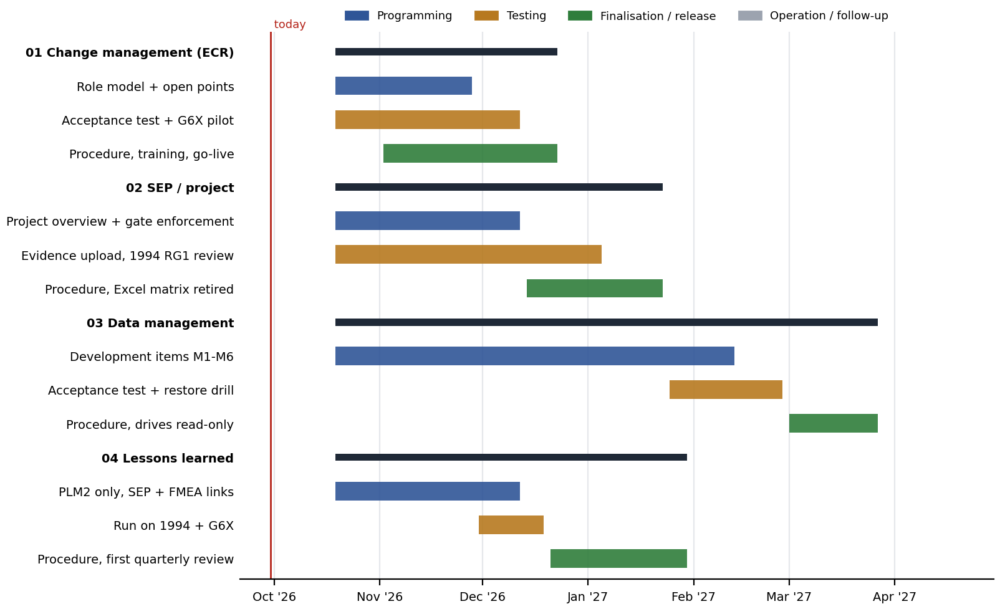 Programming Testing Finalisation / release Operation / follow-up
today
01 Change management (ECR)
Role model + open points
Acceptance test + G6X pilot
Procedure, training, go-live
02 SEP / project
Project overview + gate enforcement
Evidence upload, 1994 RG1 review
Procedure, Excel matrix retired
03 Data management
Development items M1-M6
Acceptance test + restore drill
Procedure, drives read-only
04 Lessons learned
PLM2 only, SEP + FMEA links
Run on 1994 + G6X
Procedure, first quarterly review
Oct '26 Nov '26 Dec '26 Jan '27 Feb '27 Mar '27 Apr '27